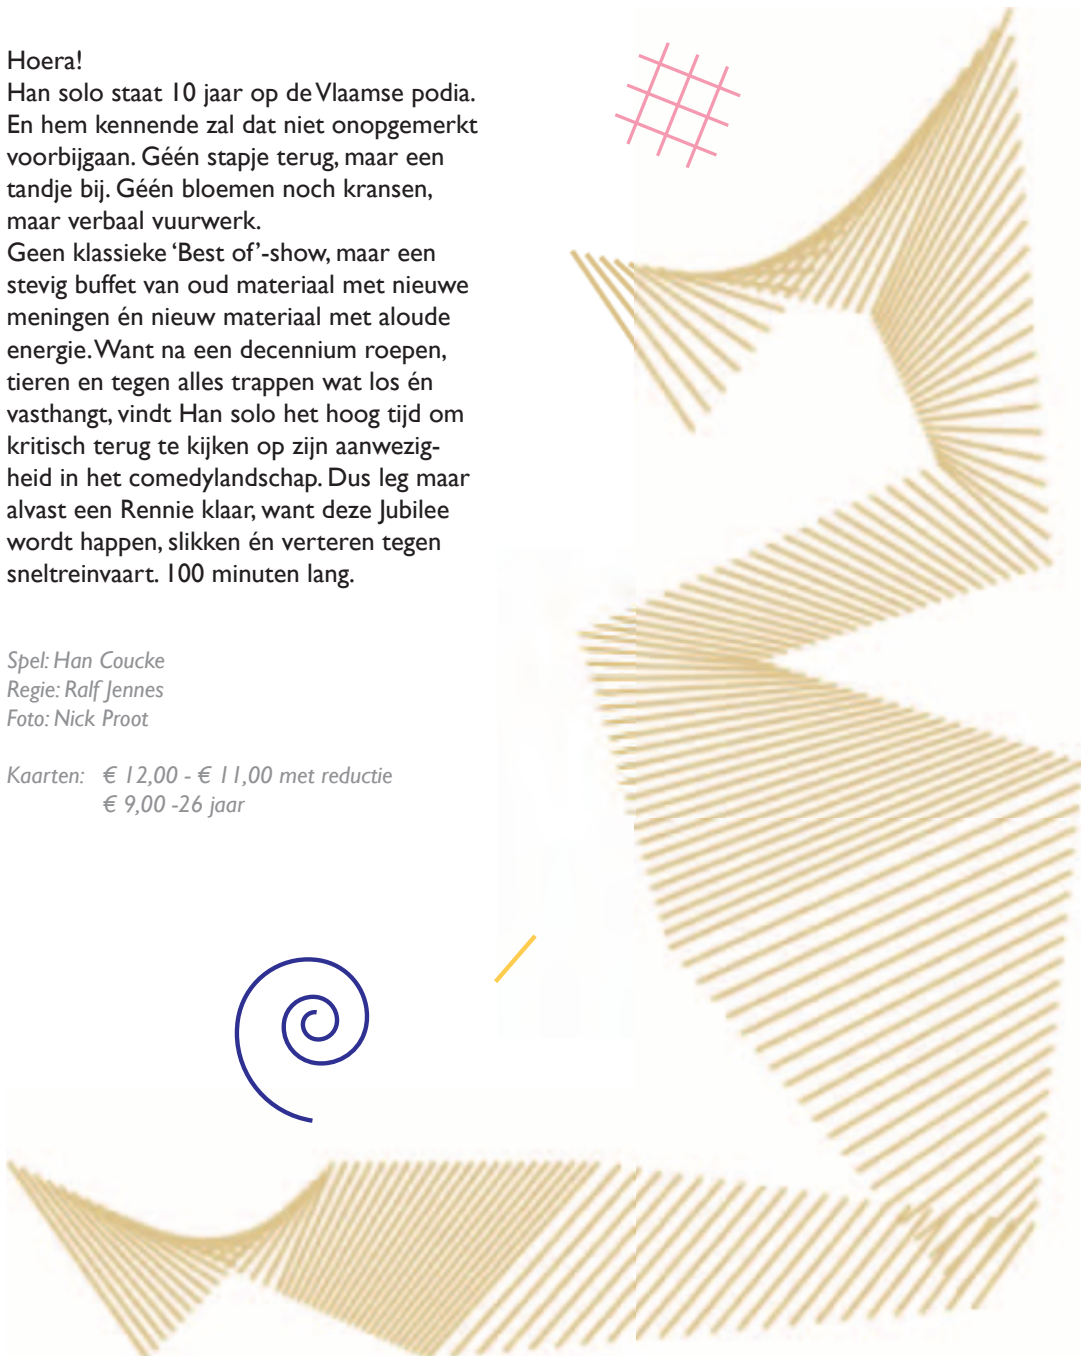 Hoera!
Han solo staat 10 jaar op de Vlaamse podia.
En hem kennende zal dat niet onopgemerkt
voorbijgaan. Géén stapje terug, maar een
tandje bij. Géén bloemen noch kransen,
maar verbaal vuurwerk.
Geen klassieke ‘Best of’-show, maar een
stevig buffet van oud materiaal met nieuwe
meningen én nieuw materiaal met aloude
energie. Want na een decennium roepen,
tieren en tegen alles trappen wat los én
vasthangt, vindt Han solo het hoog tijd om
kritisch terug te kijken op zijn aanwezig-
heid in het comedylandschap. Dus leg maar
alvast een Rennie klaar, want deze Jubilee
wordt happen, slikken én verteren tegen
sneltreinvaart. 100 minuten lang.
Spel: Han Coucke
Regie: Ralf Jennes
Foto: Nick Proot
Kaarten: € 12,00 - € 11,00 met reductie
€ 9,00 -26 jaar